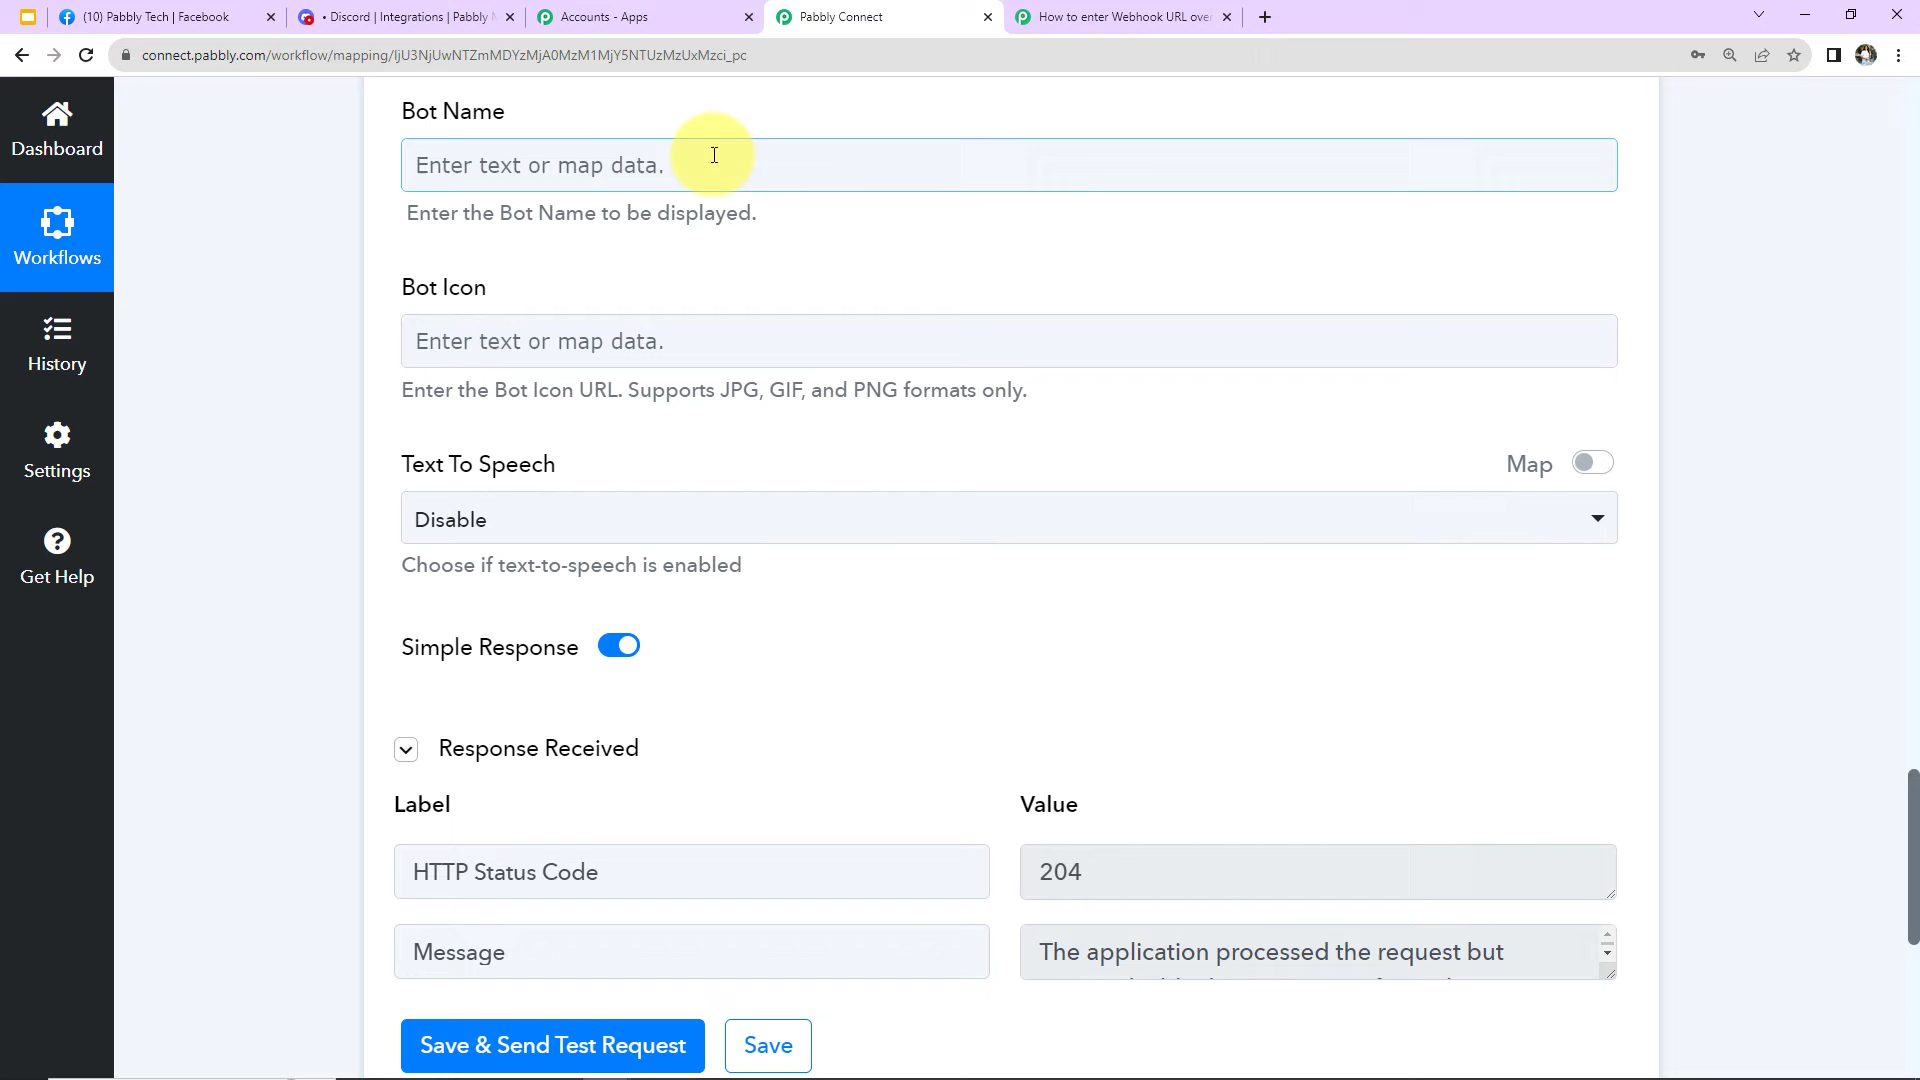 (10) Pabbly Tech | Facebook
• Discord | Integrations | Pabbly
Accounts - Apps
Pabbly Connect
How to enter Webhook URL over
connect.pabbly.com/workflow/mapping/IjU3NjUwNTZmMDYzMjA0MzM1MjY5NTUzMzUxMzci_pc
Dashboard
Workflows
History
Settings
Get Help
Bot Name
Enter text or map data.
Enter the Bot Name to be displayed.
Bot Icon
Enter text or map data.
Enter the Bot Icon URL. Supports JPG, GIF, and PNG formats only.
Text To Speech
Map
Disable
Choose if text-to-speech is enabled
Simple Response
Response Received
Label
Value
HTTP Status Code
204
Message
The application processed the request but
Save & Send Test Request
Save